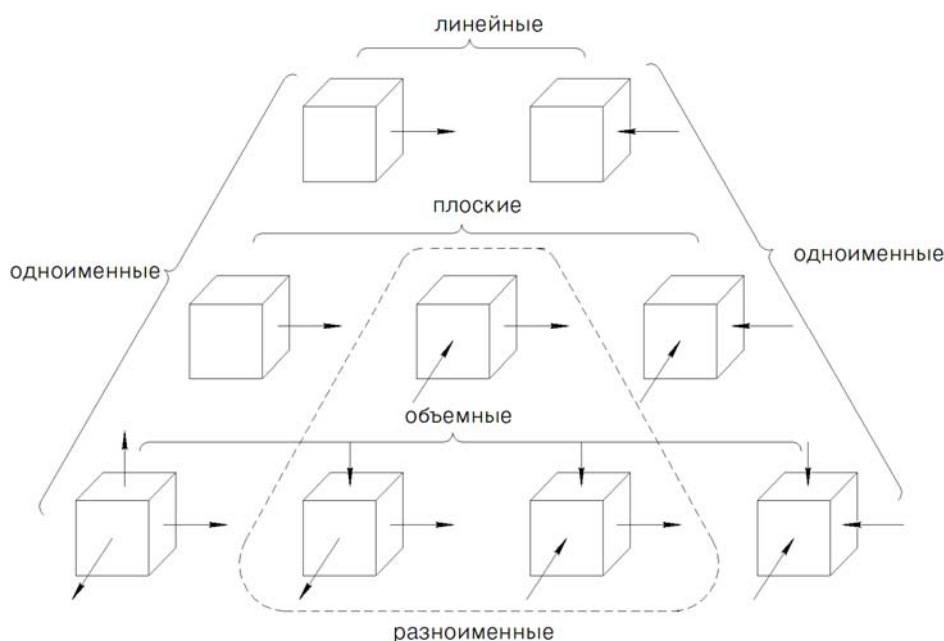 линейные
плоские
одноименные
одноименные
объемные
разноименные